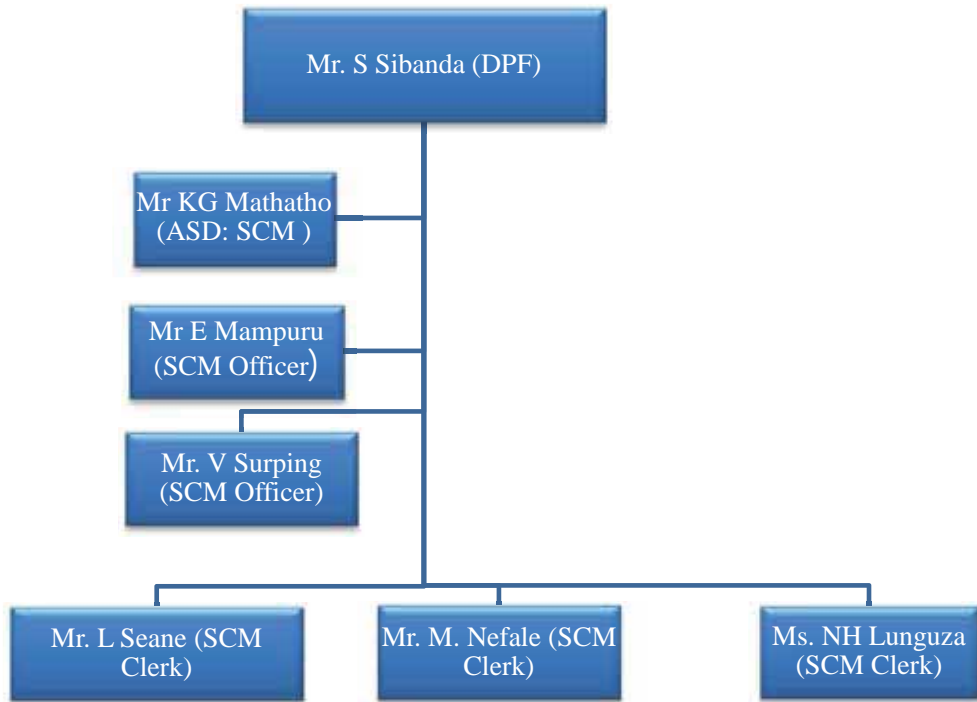 Mr. S Sibanda (DPF)
Mr KG Mathatho
(ASD: SCM )
Mr E Mampuru
(SCM Officer)
Mr. V Surping
(SCM Officer)
Mr. L Seane (SCM
Clerk)
Mr. M. Nefale (SCM
Clerk)
Ms. NH Lunguza
(SCM Clerk)